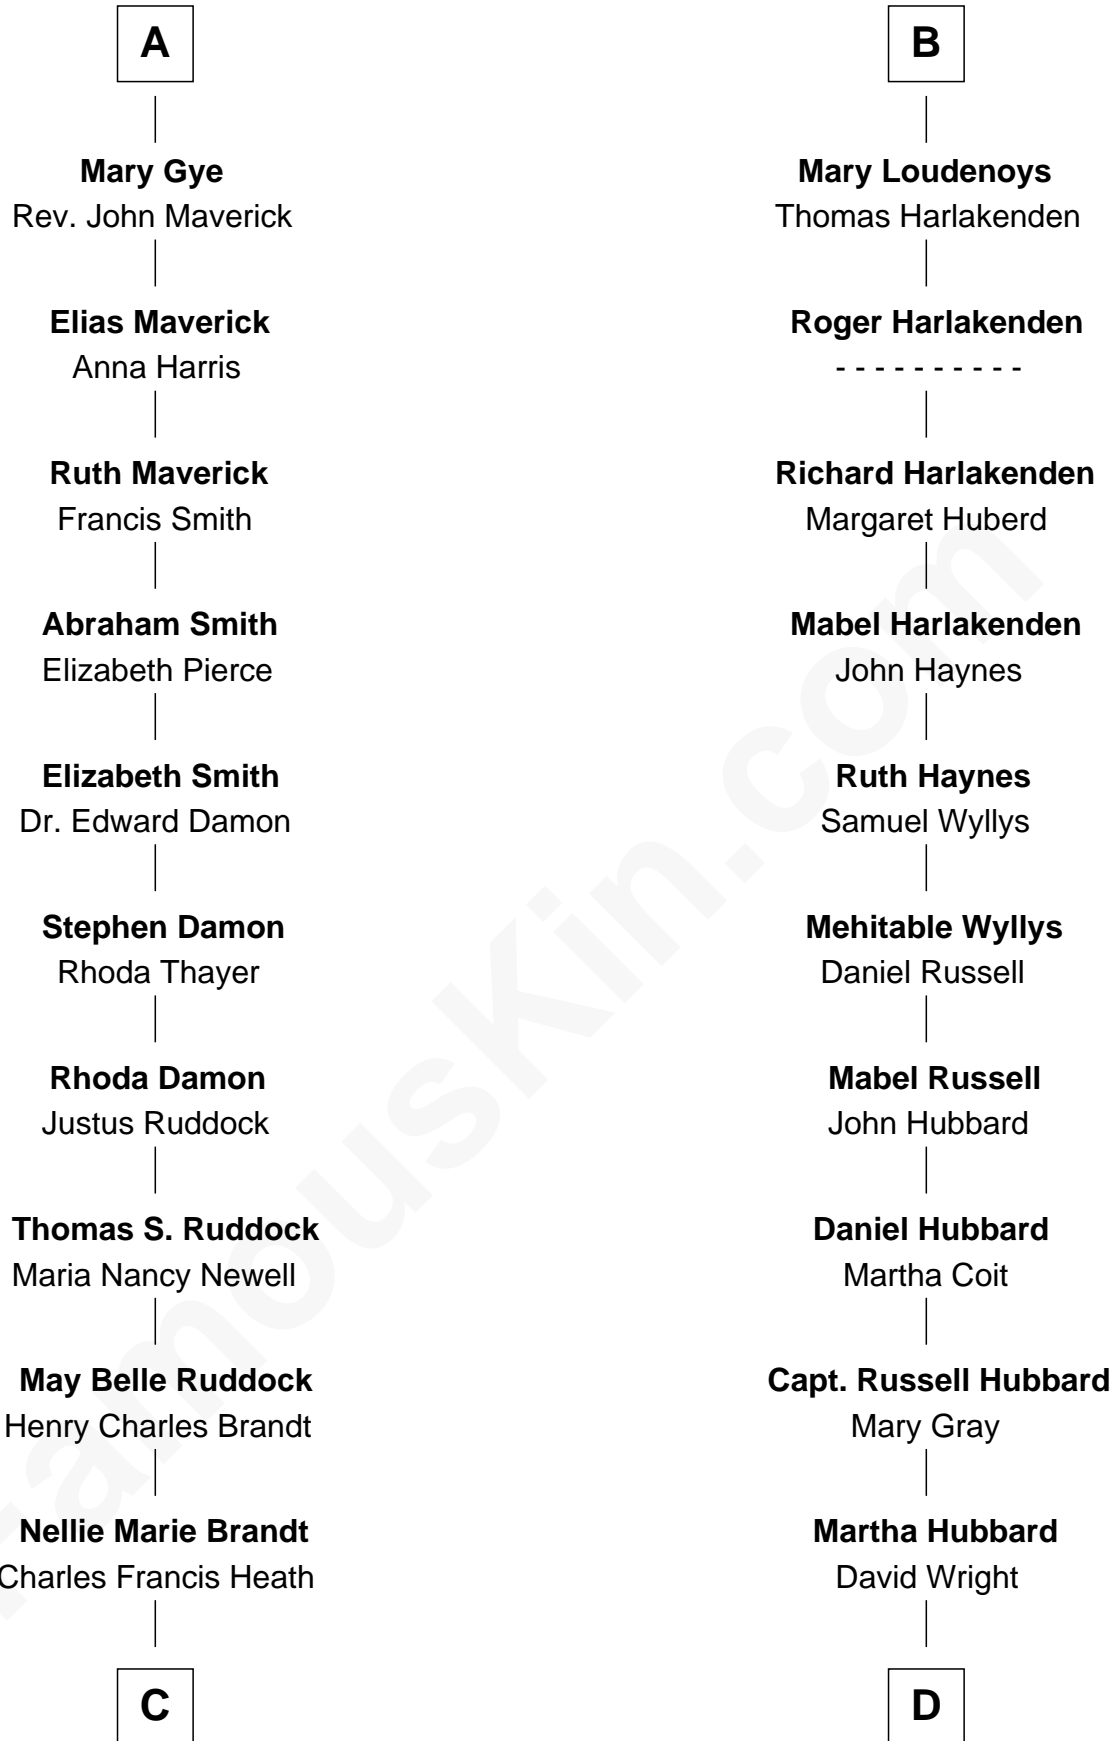 A
Mary Gye
Rev. John Maverick
Elias Maverick
Anna Harris
Ruth Maverick
Francis Smith
Abraham Smith
Elizabeth Pierce
Elizabeth Smith
Dr. Edward Damon
Stephen Damon
Rhoda Thayer
Rhoda Damon
Justus Ruddock
Thomas S. Ruddock
Maria Nancy Newell
May Belle Ruddock
Henry Charles Brandt
Nellie Marie Brandt
Charles Francis Heath
C
B
Mary Loudenoys
Thomas Harlakenden
Roger Harlakenden
- - - - - - - - - -
Richard Harlakenden
Margaret Huberd
Mabel Harlakenden
John Haynes
Ruth Haynes
Samuel Wyllys
Mehitable Wyllys
Daniel Russell
Mabel Russell
John Hubbard
Daniel Hubbard
Martha Coit
Capt. Russell Hubbard
Mary Gray
Martha Hubbard
David Wright
D
FamousKin.com